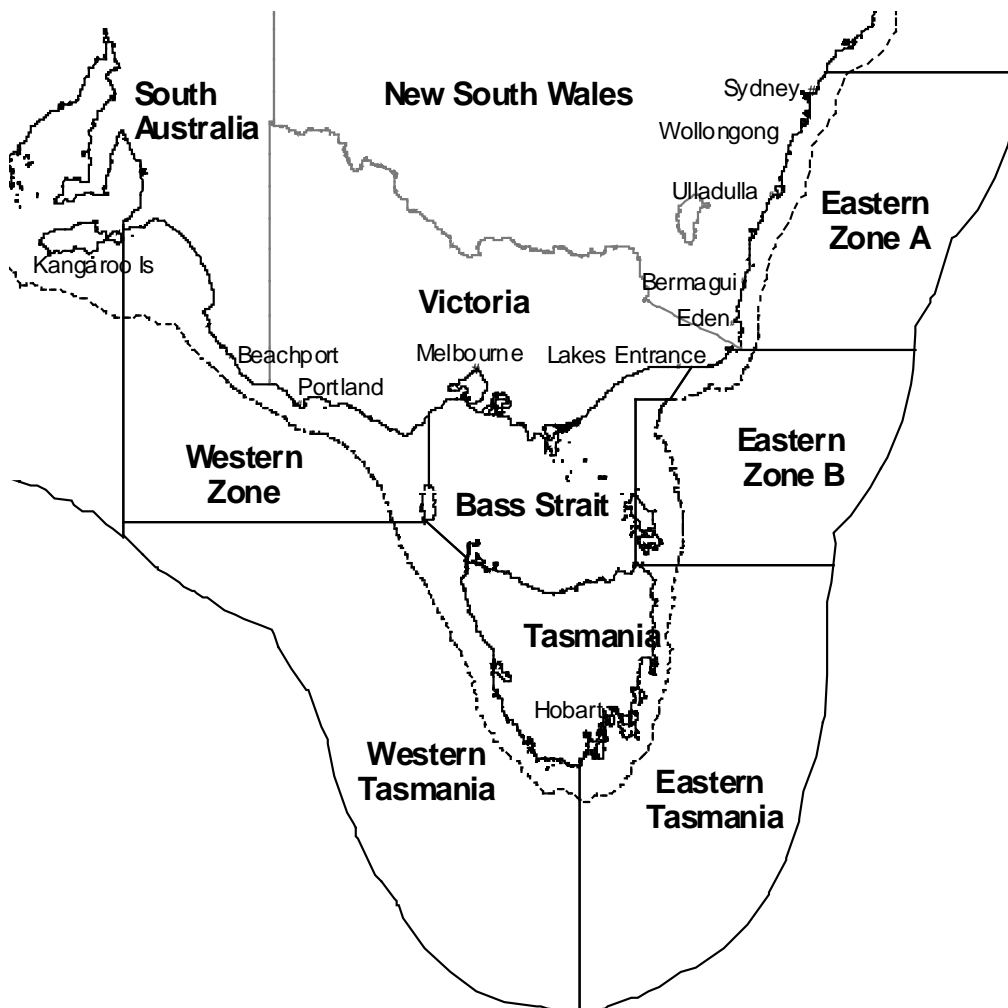 South
Australia
New South Wales
Sydney
Wollongong
Ulladulla
Eastern
Zone A
Kangaroo Is
Bermagui
Victoria
Eden
Beachport
Melbourne
Lakes Entrance
Portland
Western
Zone
Eastern
Zone B
Bass Strait
Tasmania
Hobart
Western
Tasmania
Eastern
Tasmania